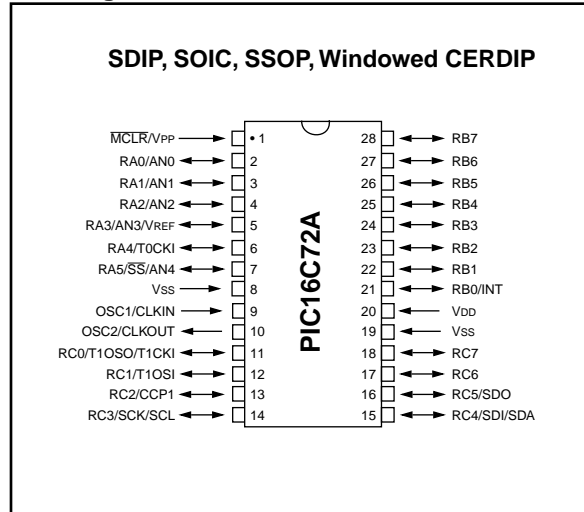 SDIP, SOIC, SSOP, Windowed CERDIP
MCLR/VPP
RA0/AN0
RA1/AN1
RA2/AN2
RA3/AN3/VREF
RA4/T0CKI
RA5/SS/AN4
VSS
OSC1/CLKIN
OSC2/CLKOUT
RC0/T1OSO/T1CKI
RC1/T1OSI
RC2/CCP1
RC3/SCK/SCL
• 1
2
3
4
5
6
7
8
9
10
11
12
13
14
PIC16C72A
28
27
26
25
24
23
22
21
20
19
18
17
16
15
RB7
RB6
RB5
RB4
RB3
RB2
RB1
RB0/INT
VDD
VSS
RC7
RC6
RC5/SDO
RC4/SDI/SDA